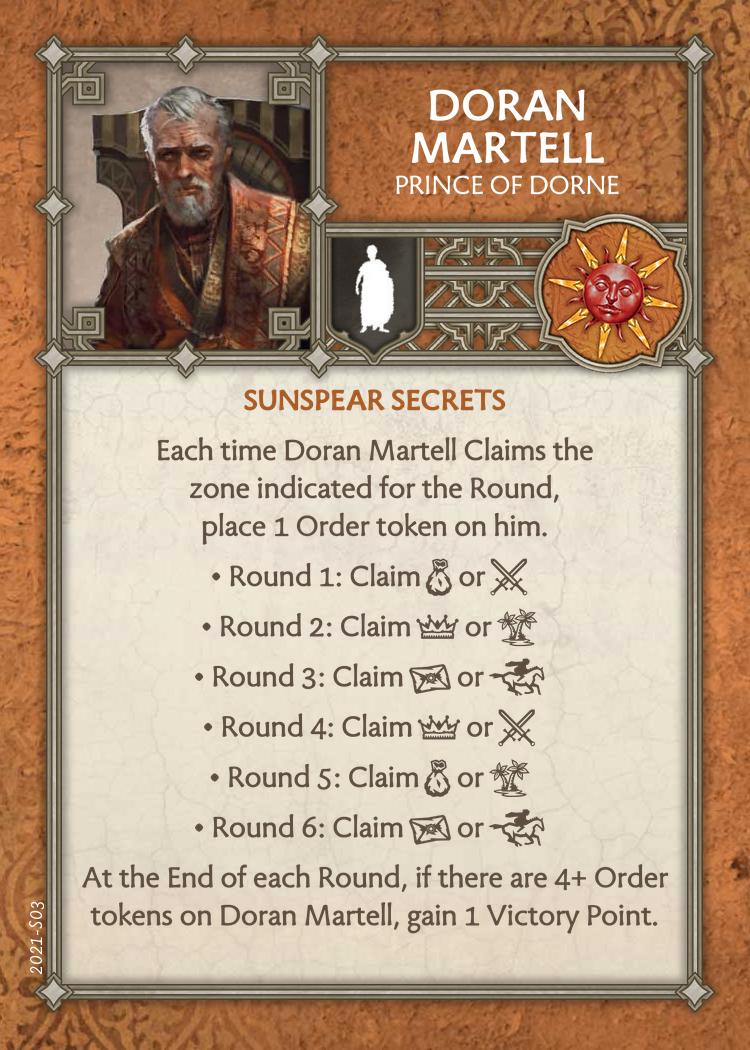 DORAN
MARTELL
PRINCE OF DORNE
SUNSPEAR SECRETS
Each time Doran Martell Claims the
zone indicated for the Round,
place 1 Order token on him.
• Round 1: Claim or
• Round 2: Claim or
• Round 3: Claim or
• Round 4: Claim or
• Round 5: Claim or
• Round 6: Claim or
At the End of each Round, if there are 4+ Order
tokens on Doran Martell, gain 1 Victory Point.
2021-S03